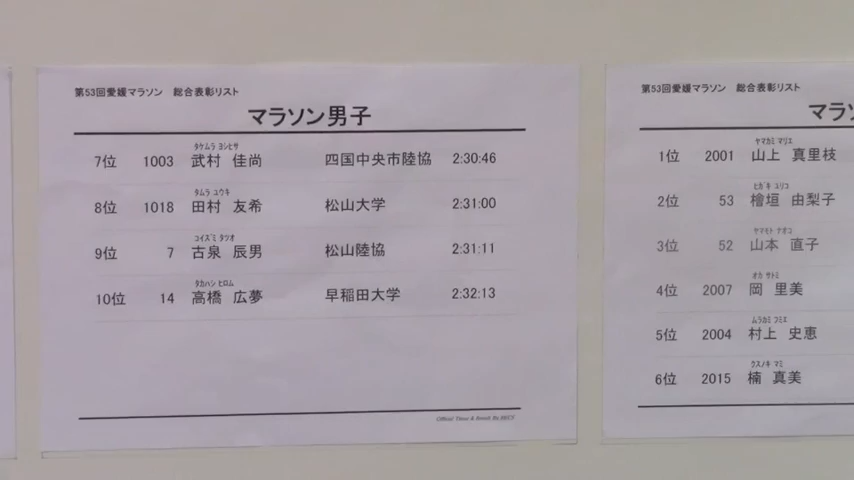 第53回愛媛マラソン 総合表彰リスト
マラソン男子
タケムラ ヨシヒサ
7位 1003 武村 佳尚 四国中央市陸協 2:30:46
タムラ ユウキ
8位 1018 田村 友希 松山大学 2:31:00
コイズミ タツオ
9位 7 古泉 辰男 松山陸協 2:31:11
タカハシ ヒロム
10位 14 高橋 広夢 早稲田大学 2:32:13
第53回愛媛マラソン 総合表彰リスト
マラソ
ヤマカミ マリエ
1位 2001 山上 真里枝
ヒガキ ユリコ
2位 53 檜垣 由梨子
ヤマモト ナオコ
3位 52 山本 直子
オカ サトミ
4位 2007 岡 里美
ムラカミ フミエ
5位 2004 村上 史恵
クスノキ マミ
6位 2015 楠 真美